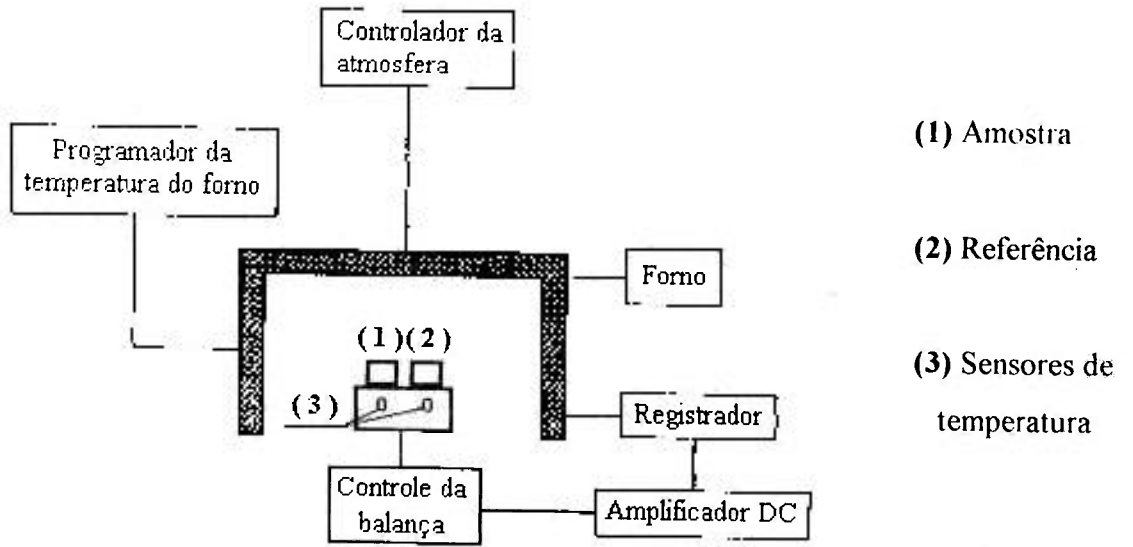 Controlador da
atmosfera
Programador da
temperatura do forno
(1) Amostra
(2) Referência
Forno
(1)(2)
(3)
(3) Sensores de
temperatura
Registrador
Controle da
balança
Amplificador DC